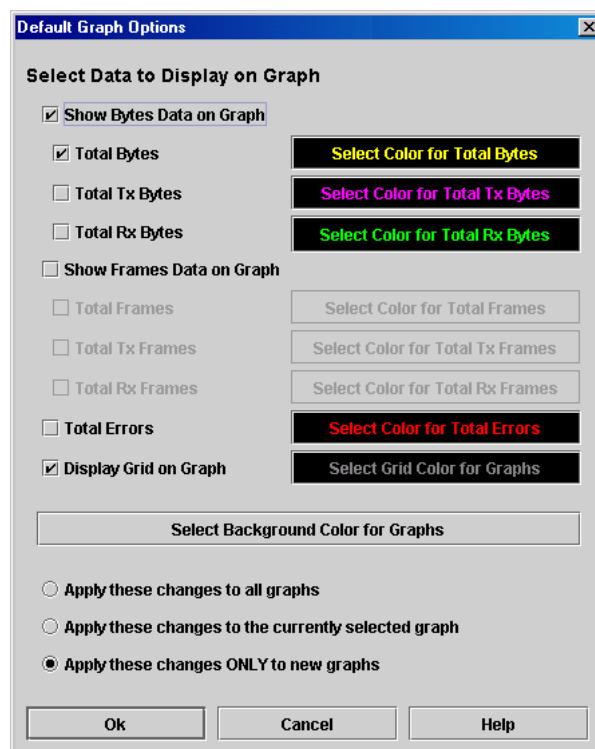 Default Graph Options
Select Data to Display on Graph
Show Bytes Data on Graph
Total Bytes Select Color for Total Bytes
Total Tx Bytes Select Color for Total Tx Bytes
Total Rx Bytes Select Color for Total Rx Bytes
Show Frames Data on Graph
Total Frames Select Color for Total Frames
Total Tx Frames Select Color for Total Tx Frames
Total Rx Frames Select Color for Total Rx Frames
Total Errors Select Color for Total Errors
Display Grid on Graph Select Grid Color for Graphs
Select Background Color for Graphs
Apply these changes to all graphs
Apply these changes to the currently selected graph
Apply these changes ONLY to new graphs
Ok Cancel Help